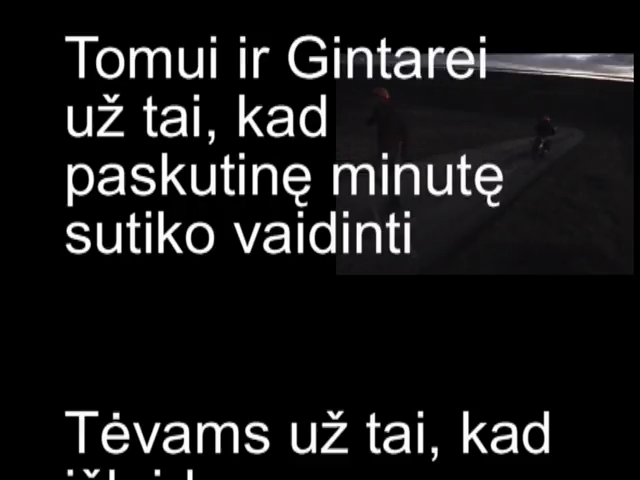 Tomui ir Gintarei
už tai, kad
paskutinę minutę
sutiko vaidinti
Tėvams už tai, kad